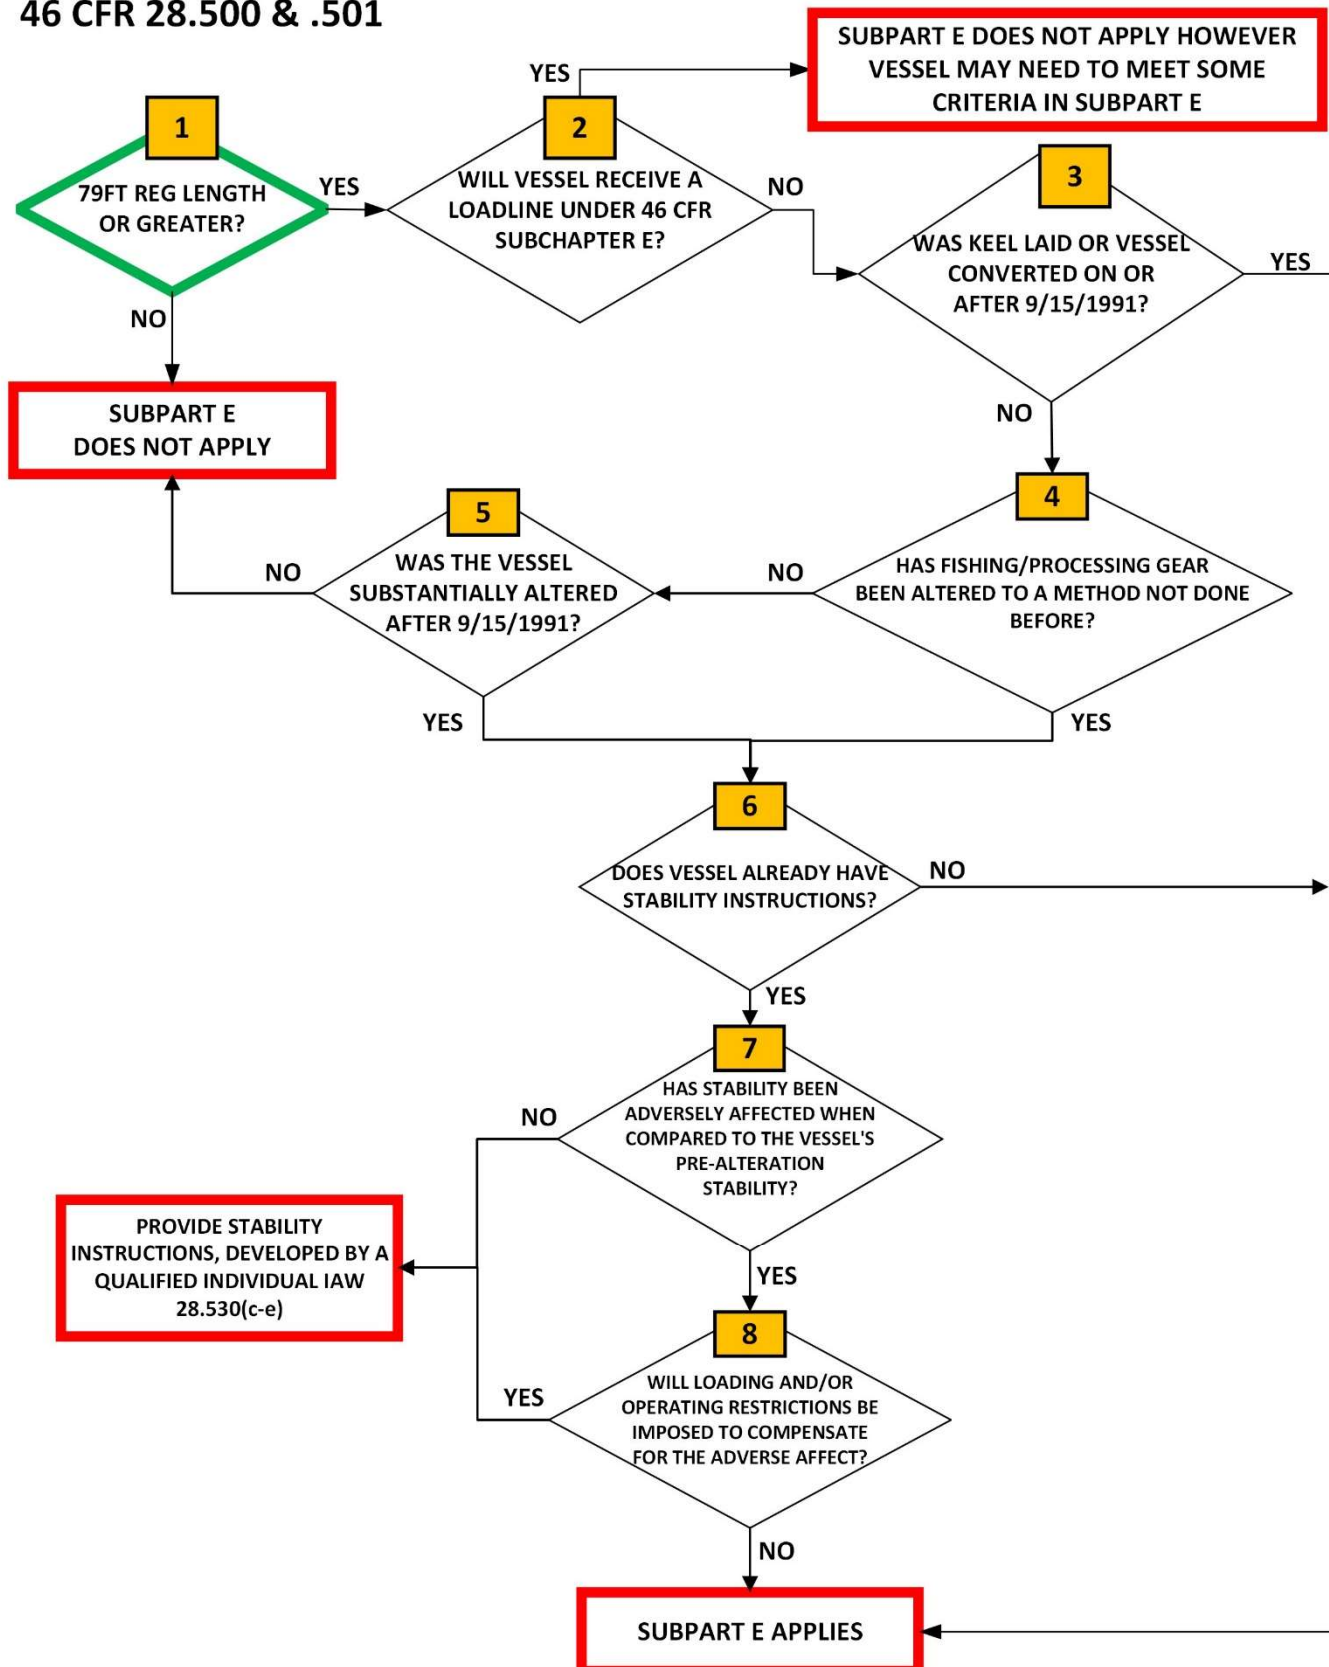 46 CFR 28.500 & .501
SUBPART E DOES NOT APPLY HOWEVER
VESSEL MAY NEED TO MEET SOME
CRITERIA IN SUBPART E
1
79FT REG LENGTH
OR GREATER?
YES
NO
2
WILL VESSEL RECEIVE A
LOADLINE UNDER 46 CFR
SUBCHAPTER E?
YES
NO
3
WAS KEEL LAID OR VESSEL
CONVERTED ON OR
AFTER 9/15/1991?
YES
NO
SUBPART E
DOES NOT APPLY
4
HAS FISHING/PROCESSING GEAR
BEEN ALTERED TO A METHOD NOT DONE
BEFORE?
NO
YES
5
WAS THE VESSEL
SUBSTANTIALLY ALTERED
AFTER 9/15/1991?
NO
YES
6
DOES VESSEL ALREADY HAVE
STABILITY INSTRUCTIONS?
NO
YES
7
HAS STABILITY BEEN
ADVERSELY AFFECTED WHEN
COMPARED TO THE VESSEL'S
PRE-ALTERATION
STABILITY?
NO
YES
PROVIDE STABILITY
INSTRUCTIONS, DEVELOPED BY A
QUALIFIED INDIVIDUAL IAW
28.530(c-e)
8
WILL LOADING AND/OR
OPERATING RESTRICTIONS BE
IMPOSED TO COMPENSATE
FOR THE ADVERSE AFFECT?
YES
NO
SUBPART E APPLIES